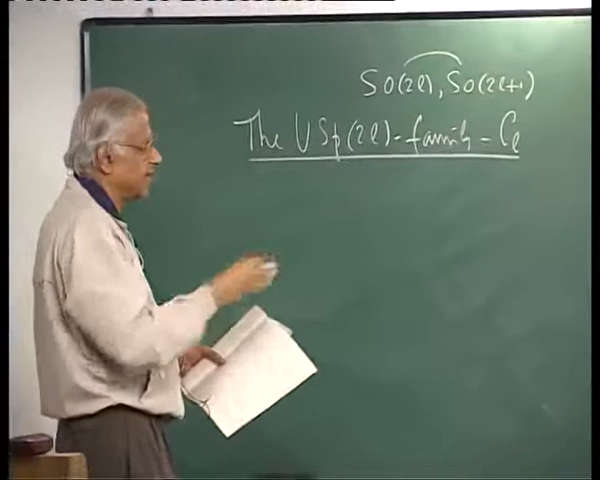 SO(2l), SO(2l+1)
The USp(2l)-family - Cl